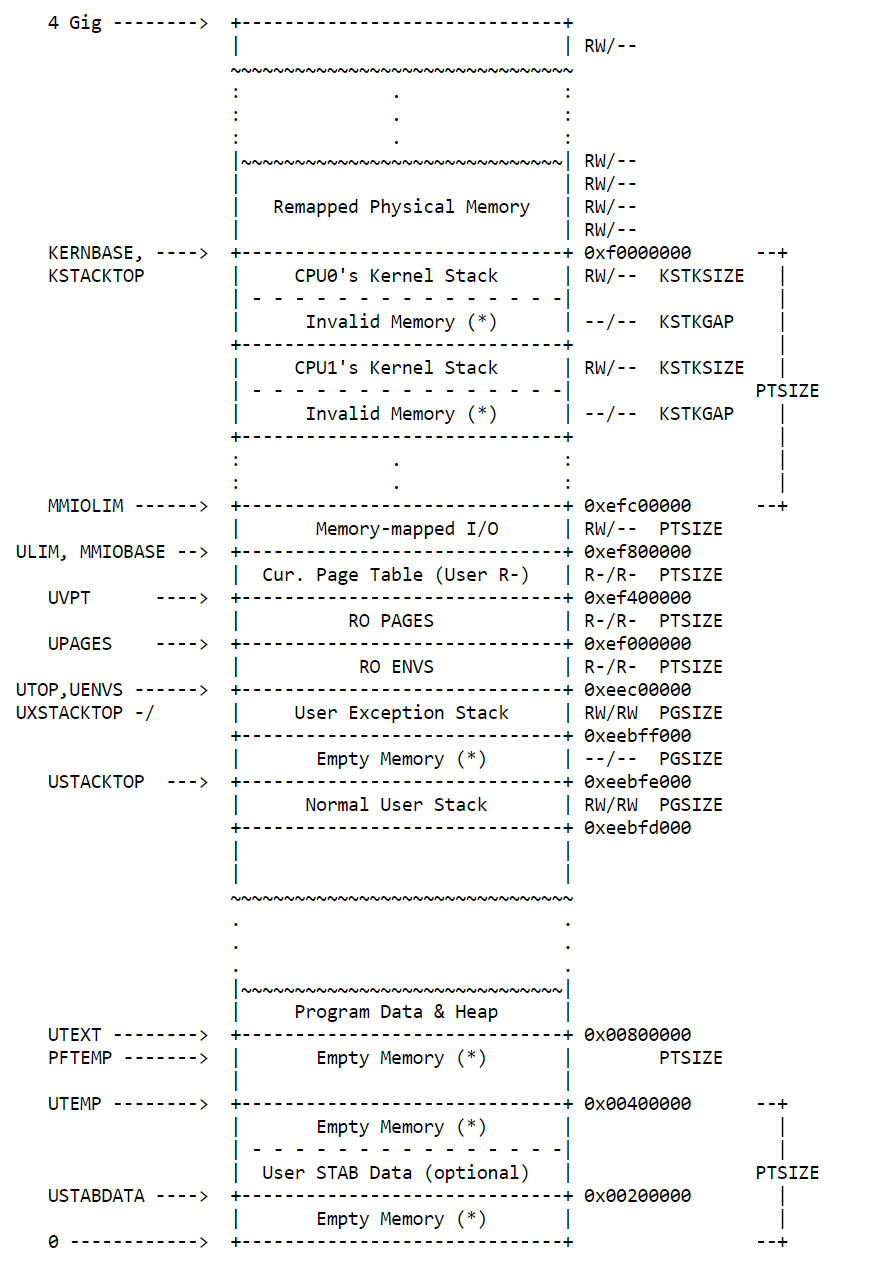 4 Gig --------> +------------------------------+
| | RW/--
~~~~~~~~~~~~~~~~~~~~~~~~~~~~~~~~
: . :
: . :
: . :
|~~~~~~~~~~~~~~~~~~~~~~~~~~~~~~| RW/--
| | RW/--
| Remapped Physical Memory | RW/--
| | RW/--
KERNBASE, ----> +------------------------------+ 0xf0000000 --+
KSTACKTOP | CPU0's Kernel Stack | RW/-- KSTKSIZE |
| - - - - - - - - - - - - - - -| |
| Invalid Memory (*) | --/-- KSTKGAP |
+------------------------------+ |
| CPU1's Kernel Stack | RW/-- KSTKSIZE |
| - - - - - - - - - - - - - - -| PTSIZE
| Invalid Memory (*) | --/-- KSTKGAP |
+------------------------------+ |
: . : |
: . : |
MMIOLIM ------> +------------------------------+ 0xefc00000 --+
| Memory-mapped I/O | RW/-- PTSIZE
ULIM, MMIOBASE --> +------------------------------+ 0xef800000
| Cur. Page Table (User R-) | R-/R- PTSIZE
UVPT ----> +------------------------------+ 0xef400000
| RO PAGES | R-/R- PTSIZE
UPAGES ----> +------------------------------+ 0xef000000
| RO ENVS | R-/R- PTSIZE
UTOP,UENVS ------> +------------------------------+ 0xeec00000
UXSTACKTOP -/ | User Exception Stack | RW/RW PGSIZE
+------------------------------+ 0xeebff000
| Empty Memory (*) | --/-- PGSIZE
USTACKTOP ---> +------------------------------+ 0xeebfe000
| Normal User Stack | RW/RW PGSIZE
+------------------------------+ 0xeebfd000
| |
| |
~~~~~~~~~~~~~~~~~~~~~~~~~~~~~~~~
. .
. .
. .
|~~~~~~~~~~~~~~~~~~~~~~~~~~~~~~|
| Program Data & Heap |
UTEXT --------> +------------------------------+ 0x00800000
PFTEMP -------> | Empty Memory (*) | PTSIZE
| |
UTEMP --------> +------------------------------+ 0x00400000 --+
| Empty Memory (*) | |
| - - - - - - - - - - - - - - -| |
| User STAB Data (optional) | PTSIZE
USTABDATA ----> +------------------------------+ 0x00200000 |
| Empty Memory (*) | |
0 ------------> +------------------------------+ --+